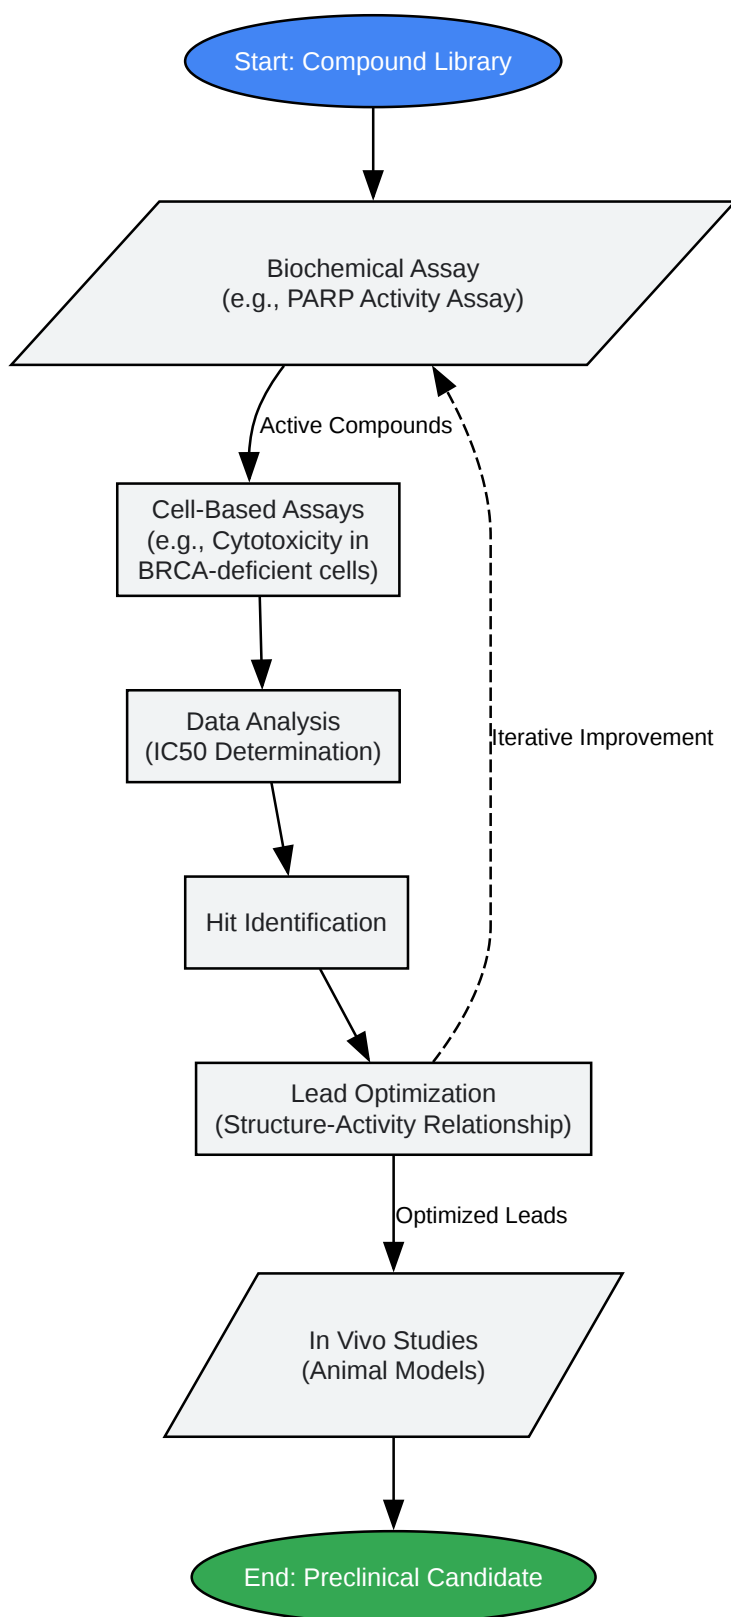 Start: Compound Library
Biochemical Assay
(e.g., PARP Activity Assay)
Active Compounds
Cell-Based Assays
(e.g., Cytotoxicity in
BRCA-deficient cells)
Data Analysis
(IC50 Determination)
Iterative Improvement
Hit Identification
Lead Optimization
(Structure-Activity Relationship)
Optimized Leads
In Vivo Studies
(Animal Models)
End: Preclinical Candidate